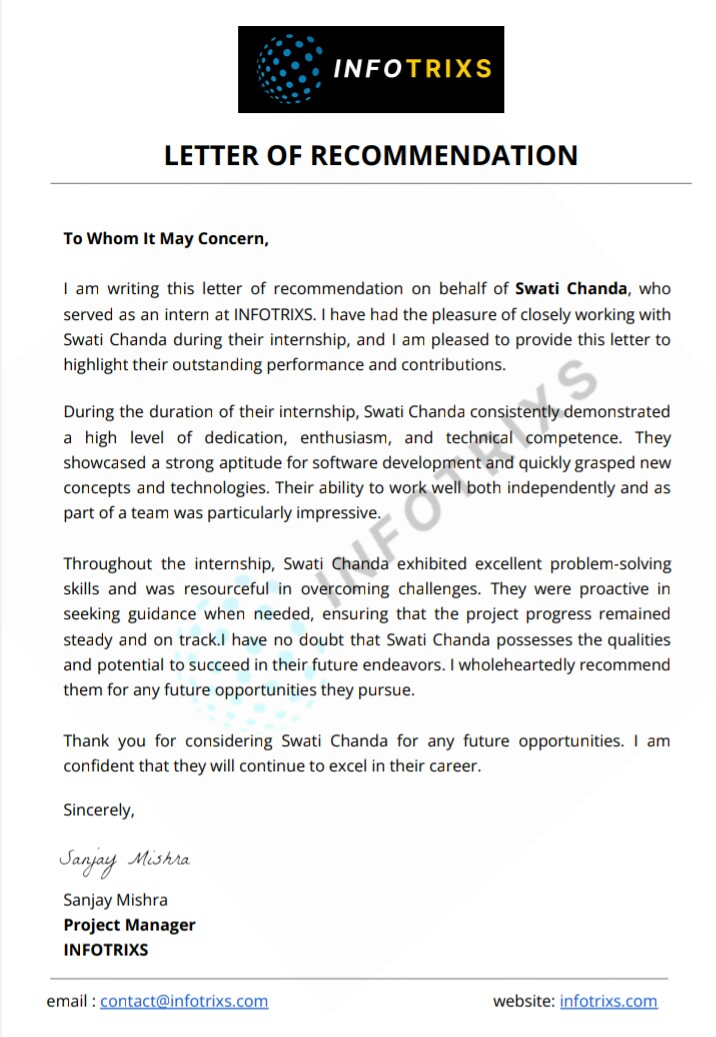 INFOTRIXS
LETTER OF RECOMMENDATION
To Whom It May Concern,
I am writing this letter of recommendation on behalf of Swati Chanda, who
served as an intern at INFOTRIXS. I have had the pleasure of closely working with
Swati Chanda during their internship, and I am pleased to provide this letter to
highlight their outstanding performance and contributions.
During the duration of their internship, Swati Chanda consistently demonstrated
a high level of dedication, enthusiasm, and technical competence. They
showcased a strong aptitude for software development and quickly grasped new
concepts and technologies. Their ability to work well both independently and as
part of a team was particularly impressive.
Throughout the internship, Swati Chanda exhibited excellent problem-solving
skills and was resourceful in overcoming challenges. They were proactive in
seeking guidance when needed, ensuring that the project progress remained
steady and on track.I have no doubt that Swati Chanda possesses the qualities
and potential to succeed in their future endeavors. I wholeheartedly recommend
them for any future opportunities they pursue.
Thank you for considering Swati Chanda for any future opportunities. I am
confident that they will continue to excel in their career.
INFOTRIXS
Sincerely,
Sanjay Mishra
Sanjay Mishra
Project Manager
INFOTRIXS
email : contact@infotrixs.com
website: infotrixs.com